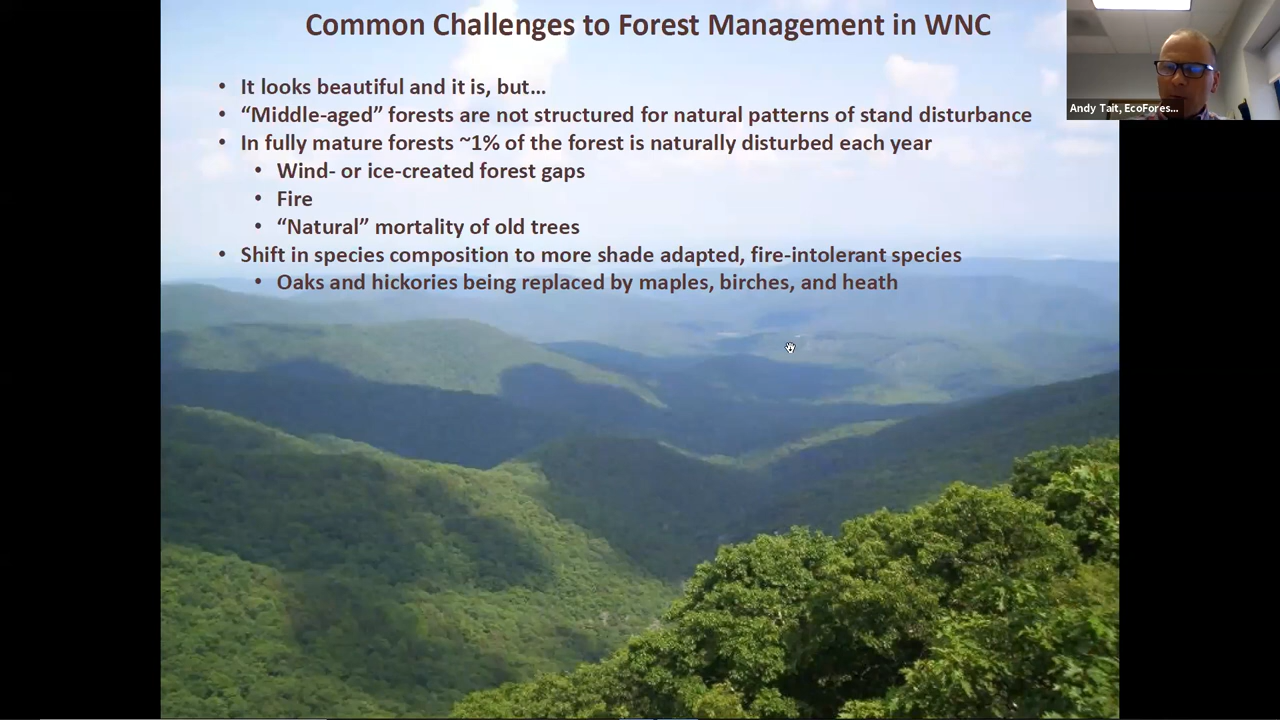 Common Challenges to Forest Management in WNC
• It looks beautiful and it is, but…
• “Middle-aged” forests are not structured for natural patterns of stand disturbance
• In fully mature forests ~1% of the forest is naturally disturbed each year
• Wind- or ice-created forest gaps
• Fire
• “Natural” mortality of old trees
• Shift in species composition to more shade adapted, fire-intolerant species
• Oaks and hickories being replaced by maples, birches, and heath
Andy Tait, EcoFores...